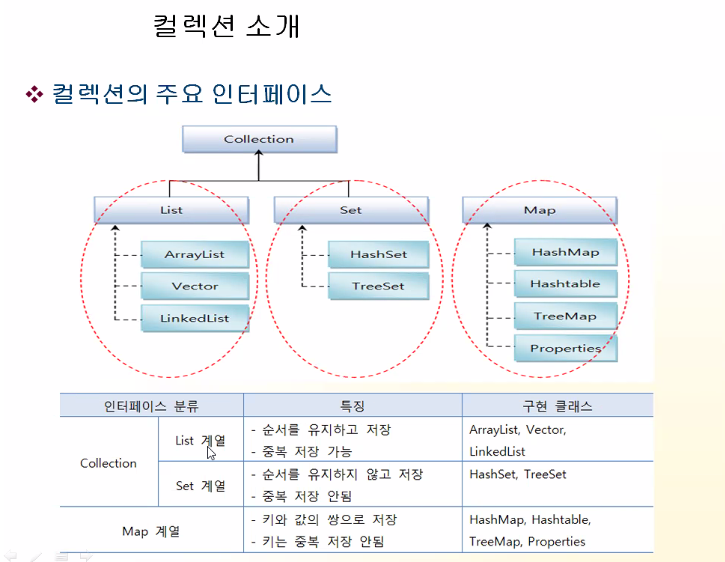 컬렉션 소개
컬렉션의 주요 인터페이스
Collection
List
ArrayList
Vector
LinkedList
Set
HashSet
TreeSet
Map
HashMap
Hashtable
TreeMap
Properties
인터페이스 분류 특징 구현 클래스
Collection
List 계열
- 순서를 유지하고 저장
- 중복 저장 가능
ArrayList, Vector,
LinkedList
Set 계열
- 순서를 유지하지 않고 저장
- 중복 저장 안됨
HashSet, TreeSet
Map 계열
- 키와 값의 쌍으로 저장
- 키는 중복 저장 안됨
HashMap, Hashtable,
TreeMap, Properties